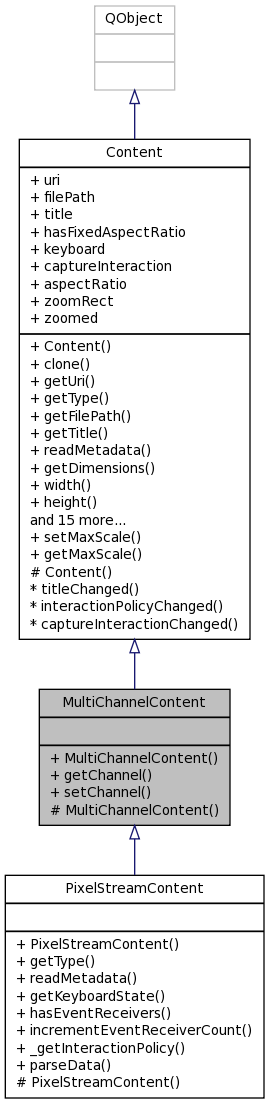 QObject
Content
+ uri
+ filePath
+ title
+ hasFixedAspectRatio
+ keyboard
+ captureInteraction
+ aspectRatio
+ zoomRect
+ zoomed
+ Content()
+ clone()
+ getUri()
+ getType()
+ getFilePath()
+ getTitle()
+ readMetadata()
+ getDimensions()
+ width()
+ height()
and 15 more...
+ setMaxScale()
+ getMaxScale()
# Content()
* titleChanged()
* interactionPolicyChanged()
* captureInteractionChanged()
MultiChannelContent
+ MultiChannelContent()
+ getChannel()
+ setChannel()
# MultiChannelContent()
PixelStreamContent
+ PixelStreamContent()
+ getType()
+ readMetadata()
+ getKeyboardState()
+ hasEventReceivers()
+ incrementEventReceiverCount()
+ _getInteractionPolicy()
+ parseData()
# PixelStreamContent()